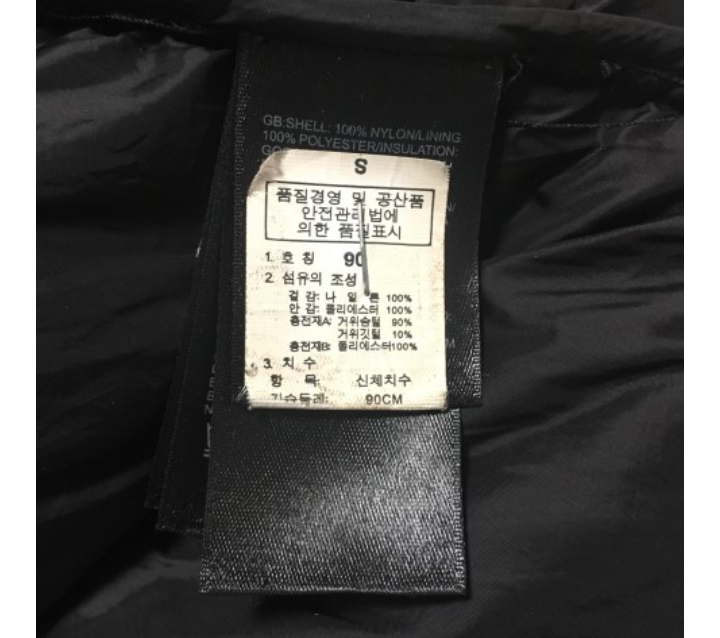 GB:SHELL: 100% NYLON/LINING
100% POLYESTER/INSULATION:
S
품질경영 및 공산품
안전관리법에
의한 품질표시
1. 호 칭 90
2. 섬유의 조성
겉 감: 나 일 론 100%
안 감: 폴리에스터 100%
충전재A: 거위솜털 90%
거위깃털 10%
충전재B: 폴리에스터100%
3. 치 수
항 목: 신체치수
가슴둘레: 90CM